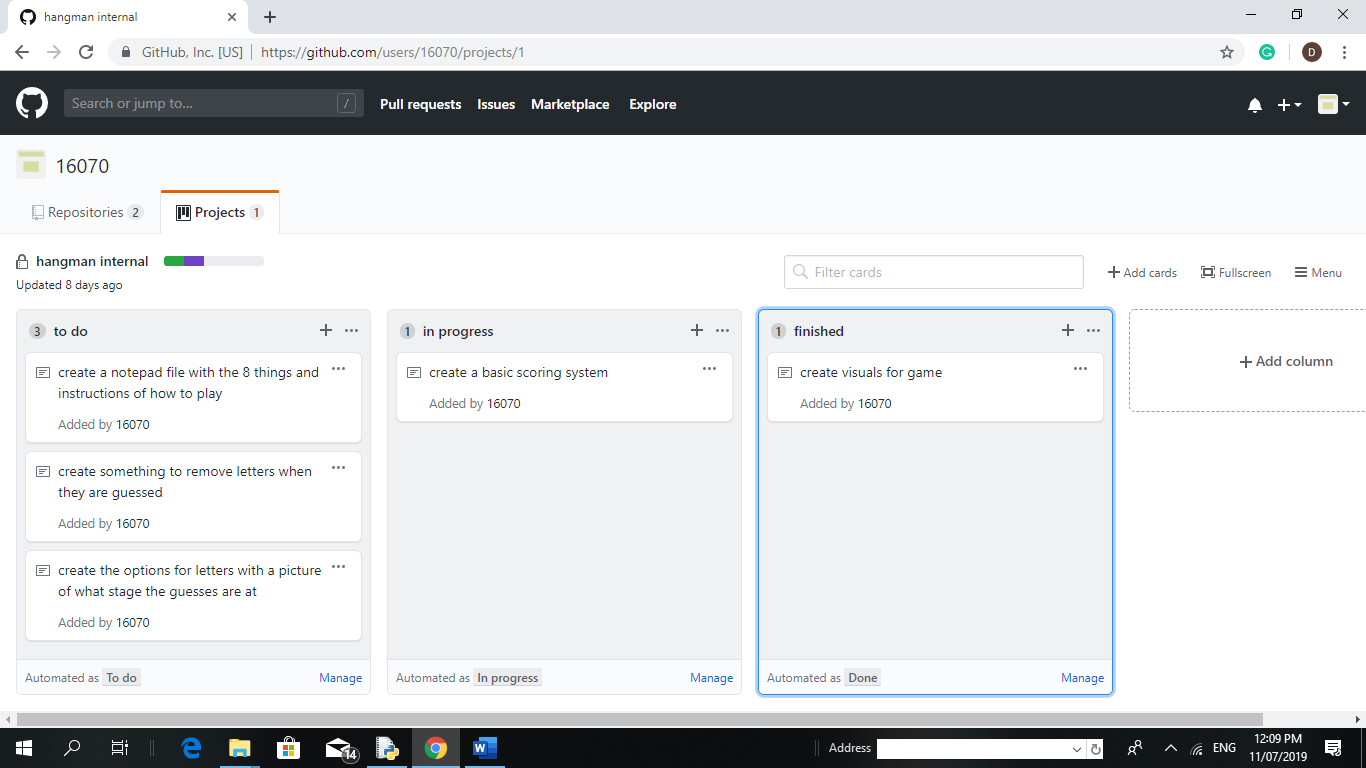 hangman internal
GitHub, Inc. [US] https://github.com/users/16070/projects/1
D
Search or jump to... /
Pull requests Issues Marketplace Explore
16070
Repositories 2 Projects 1
hangman internal
Updated 8 days ago
Filter cards
Add cards Fullscreen Menu
3 to do
create a notepad file with the 8 things and
instructions of how to play
Added by 16070
create something to remove letters when
they are guessed
Added by 16070
create the options for letters with a picture
of what stage the guesses are at
Added by 16070
Automated as To do Manage
1 in progress
create a basic scoring system
Added by 16070
Automated as In progress Manage
1 finished
create visuals for game
Added by 16070
Automated as Done Manage
Add column
14
Address
ENG
12:09 PM
11/07/2019